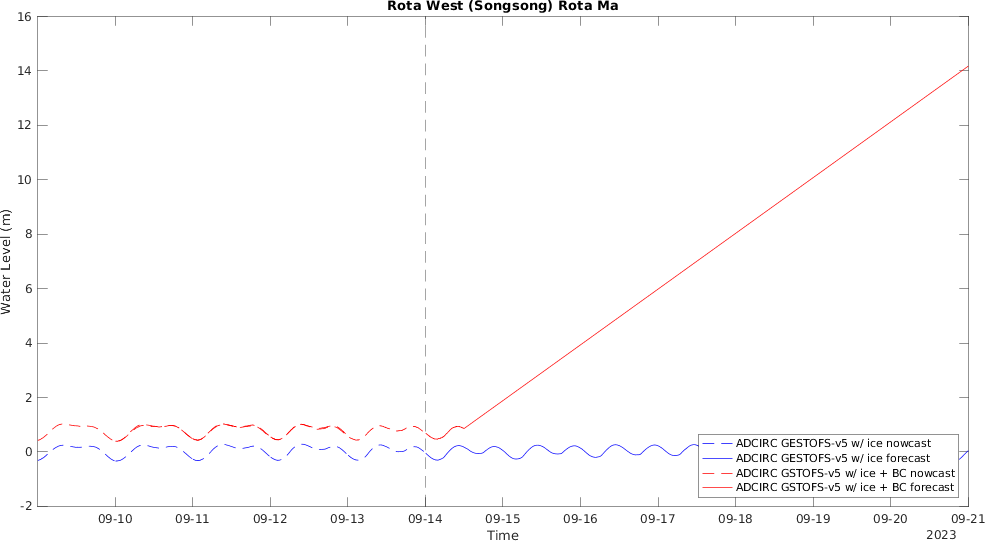 Rota West (Songsong) Rota Ma
16
14
12
10
8
6
4
2
0
-2
Water Level (m)
ADCIRC GESTOFS-v5 w/ ice nowcast
ADCIRC GESTOFS-v5 w/ ice forecast
ADCIRC GSTOFS-v5 w/ ice + BC nowcast
ADCIRC GSTOFS-v5 w/ ice + BC forecast
09-10 09-11 09-12 09-13 09-14 09-15 09-16 09-17 09-18 09-19 09-20 09-21
Time
2023